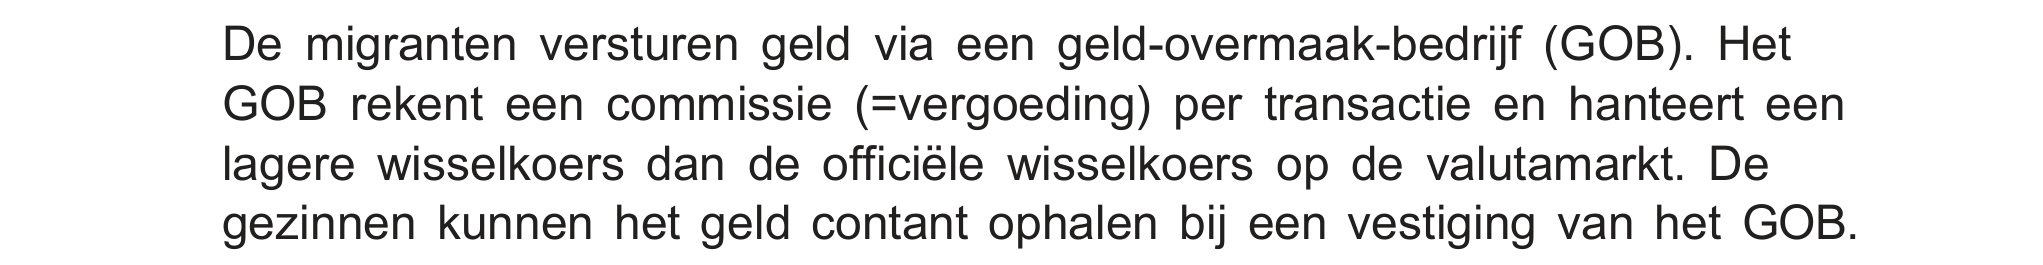 De migranten versturen geld via een geld-overmaak-bedrijf (GOB). Het
GOB rekent een commissie (=vergoeding) per transactie en hanteert een
lagere wisselkoers dan de officiële wisselkoers op de valutamarkt. De
gezinnen kunnen het geld contant ophalen bij een vestiging van het GOB.